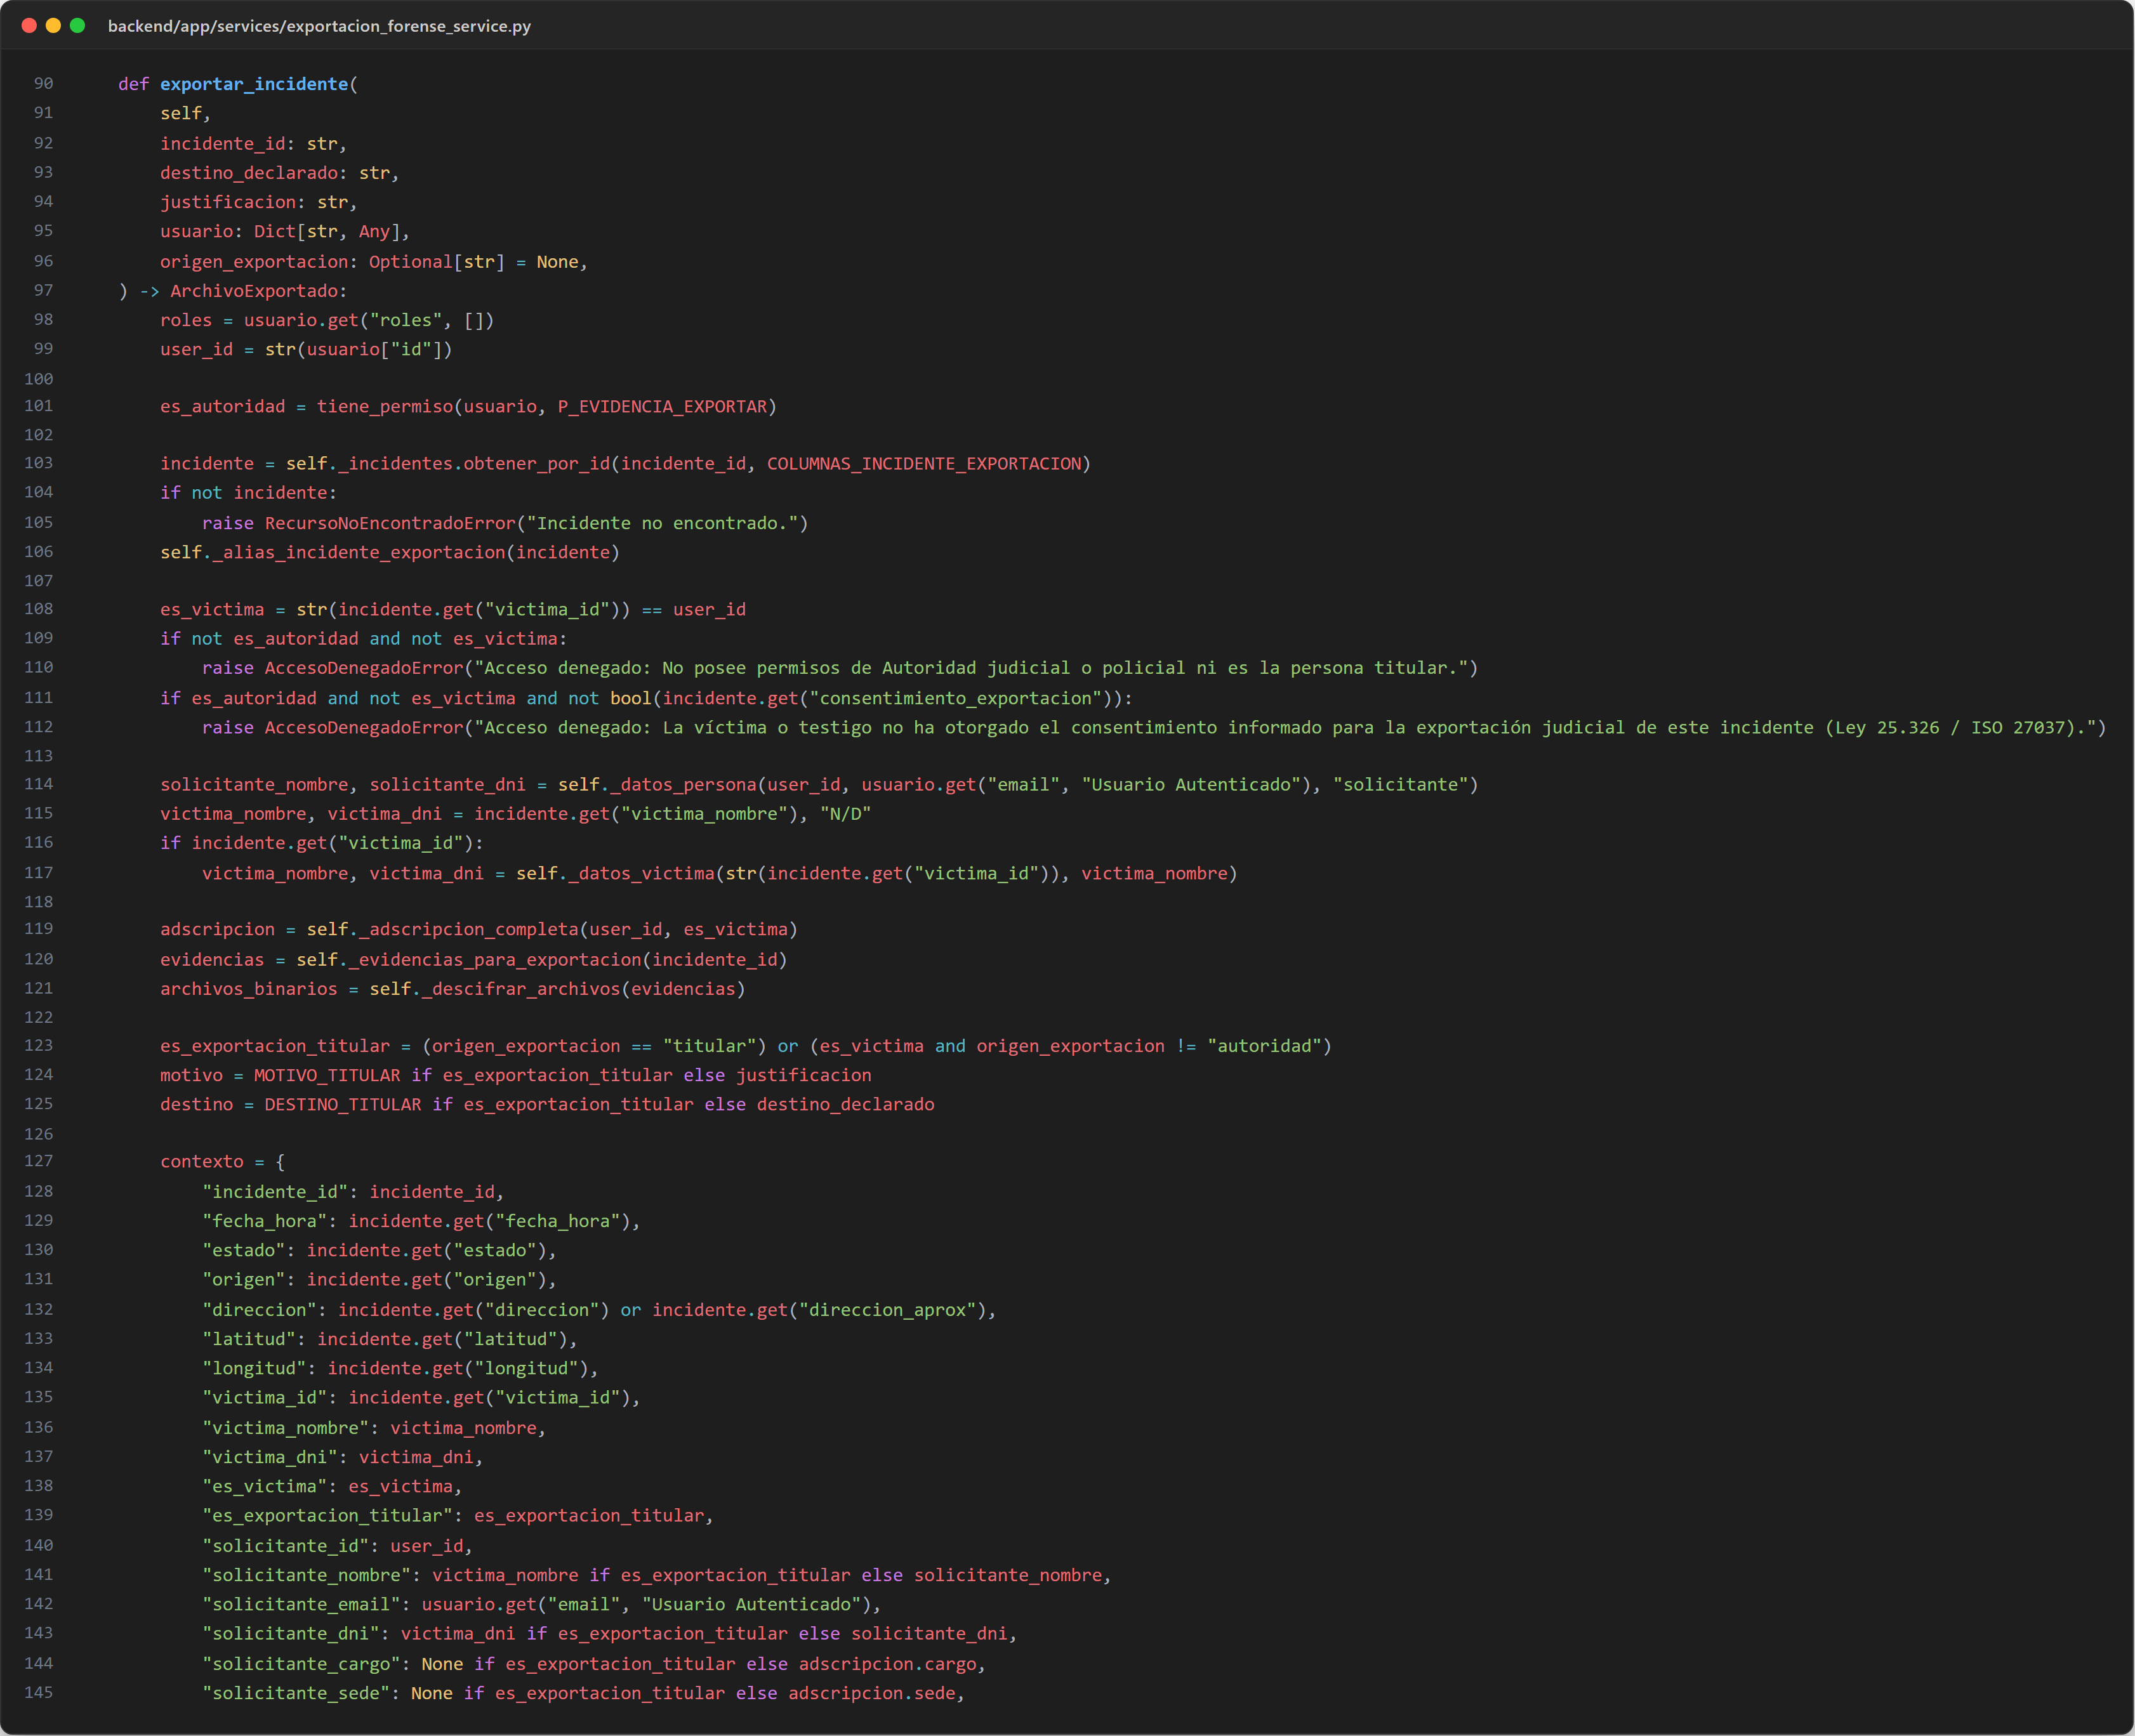 backend/app/services/exportacion_forense_service.py
90 def exportar_incidente(
91 self,
92 incidente_id: str,
93 destino_declarado: str,
94 justificacion: str,
95 usuario: Dict[str, Any],
96 origen_exportacion: Optional[str] = None,
97 ) -> ArchivoExportado:
98 roles = usuario.get("roles", [])
99 user_id = str(usuario["id"])
100
101 es_autoridad = tiene_permiso(usuario, P_EVIDENCIA_EXPORTAR)
102
103 incidente = self._incidentes.obtener_por_id(incidente_id, COLUMNAS_INCIDENTE_EXPORTACION)
104 if not incidente:
105 raise RecursoNoEncontradoError("Incidente no encontrado.")
106 self._alias_incidente_exportacion(incidente)
107
108 es_victima = str(incidente.get("victima_id")) == user_id
109 if not es_autoridad and not es_victima:
110 raise AccesoDenegadoError("Acceso denegado: No posee permisos de Autoridad judicial o policial ni es la persona titular.")
111 if es_autoridad and not es_victima and not bool(incidente.get("consentimiento_exportacion")):
112 raise AccesoDenegadoError("Acceso denegado: La víctima o testigo no ha otorgado el consentimiento informado para la exportación judicial de este incidente (Ley 25.326 / ISO 27037).")
113
114 solicitante_nombre, solicitante_dni = self._datos_persona(user_id, usuario.get("email", "Usuario Autenticado"), "solicitante")
115 victima_nombre, victima_dni = incidente.get("victima_nombre"), "N/D"
116 if incidente.get("victima_id"):
117 victima_nombre, victima_dni = self._datos_victima(str(incidente.get("victima_id")), victima_nombre)
118
119 adscripcion = self._adscripcion_completa(user_id, es_victima)
120 evidencias = self._evidencias_para_exportacion(incidente_id)
121 archivos_binarios = self._descifrar_archivos(evidencias)
122
123 es_exportacion_titular = (origen_exportacion == "titular") or (es_victima and origen_exportacion != "autoridad")
124 motivo = MOTIVO_TITULAR if es_exportacion_titular else justificacion
125 destino = DESTINO_TITULAR if es_exportacion_titular else destino_declarado
126
127 contexto = {
128 "incidente_id": incidente_id,
129 "fecha_hora": incidente.get("fecha_hora"),
130 "estado": incidente.get("estado"),
131 "origen": incidente.get("origen"),
132 "direccion": incidente.get("direccion") or incidente.get("direccion_aprox"),
133 "latitud": incidente.get("latitud"),
134 "longitud": incidente.get("longitud"),
135 "victima_id": incidente.get("victima_id"),
136 "victima_nombre": victima_nombre,
137 "victima_dni": victima_dni,
138 "es_victima": es_victima,
139 "es_exportacion_titular": es_exportacion_titular,
140 "solicitante_id": user_id,
141 "solicitante_nombre": victima_nombre if es_exportacion_titular else solicitante_nombre,
142 "solicitante_email": usuario.get("email", "Usuario Autenticado"),
143 "solicitante_dni": victima_dni if es_exportacion_titular else solicitante_dni,
144 "solicitante_cargo": None if es_exportacion_titular else adscripcion.cargo,
145 "solicitante_sede": None if es_exportacion_titular else adscripcion.sede,